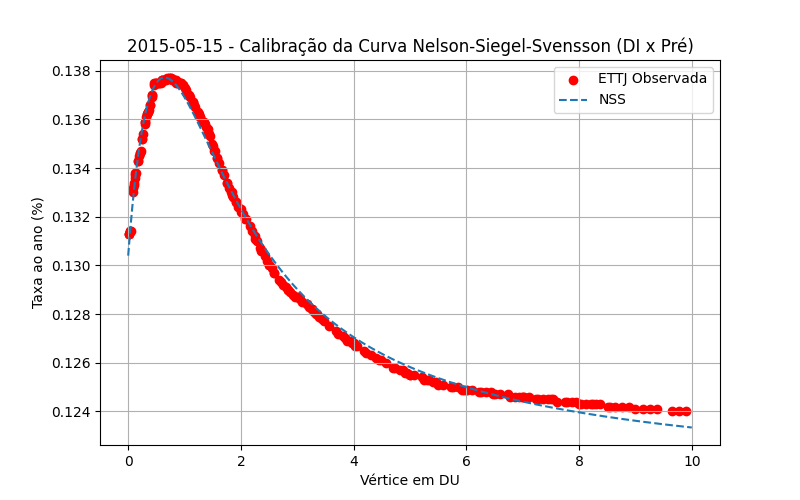 2015-05-15 - Calibração da Curva Nelson-Siegel-Svensson (DI x Pré)
ETTJ Observada
NSS
Taxa ao ano (%)
0.138
0.136
0.134
0.132
0.130
0.128
0.126
0.124
0 2 4 6 8 10
Vértice em DU